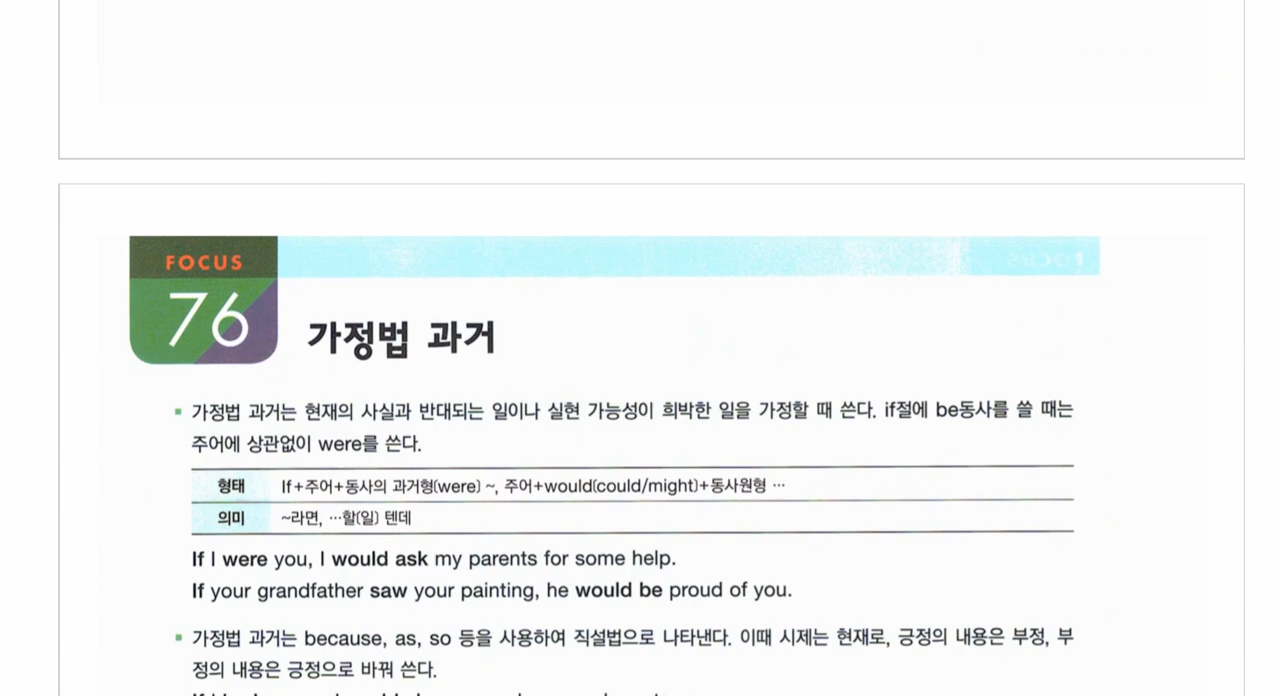 FOCUS
76
가정법 과거
가정법 과거는 현재의 사실과 반대되는 일이나 실현 가능성이 희박한 일을 가정할 때 쓴다. if절에 be동사를 쓸 때는
주어에 상관없이 were를 쓴다.
형태 If+주어+동사의 과거형(were) ~, 주어+would(could/might)+동사원형 …
의미 ~라면, …할(일) 텐데
If I were you, I would ask my parents for some help.
If your grandfather saw your painting, he would be proud of you.
가정법 과거는 because, as, so 등을 사용하여 직설법으로 나타낸다. 이때 시제는 현재로, 긍정의 내용은 부정, 부
정의 내용은 긍정으로 바꿔 쓴다.